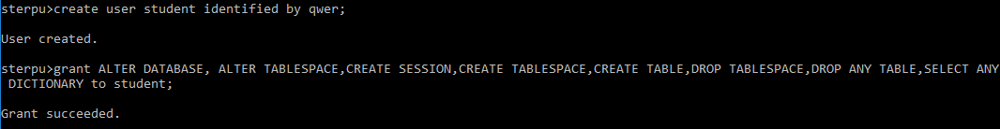 sterpu>create user student identified by qwer;
User created.
sterpu>grant ALTER DATABASE, ALTER TABLESPACE,CREATE SESSION,CREATE TABLESPACE,CREATE TABLE,DROP TABLESPACE,DROP ANY TABLE,SELECT ANY
DICTIONARY to student;
Grant succeeded.